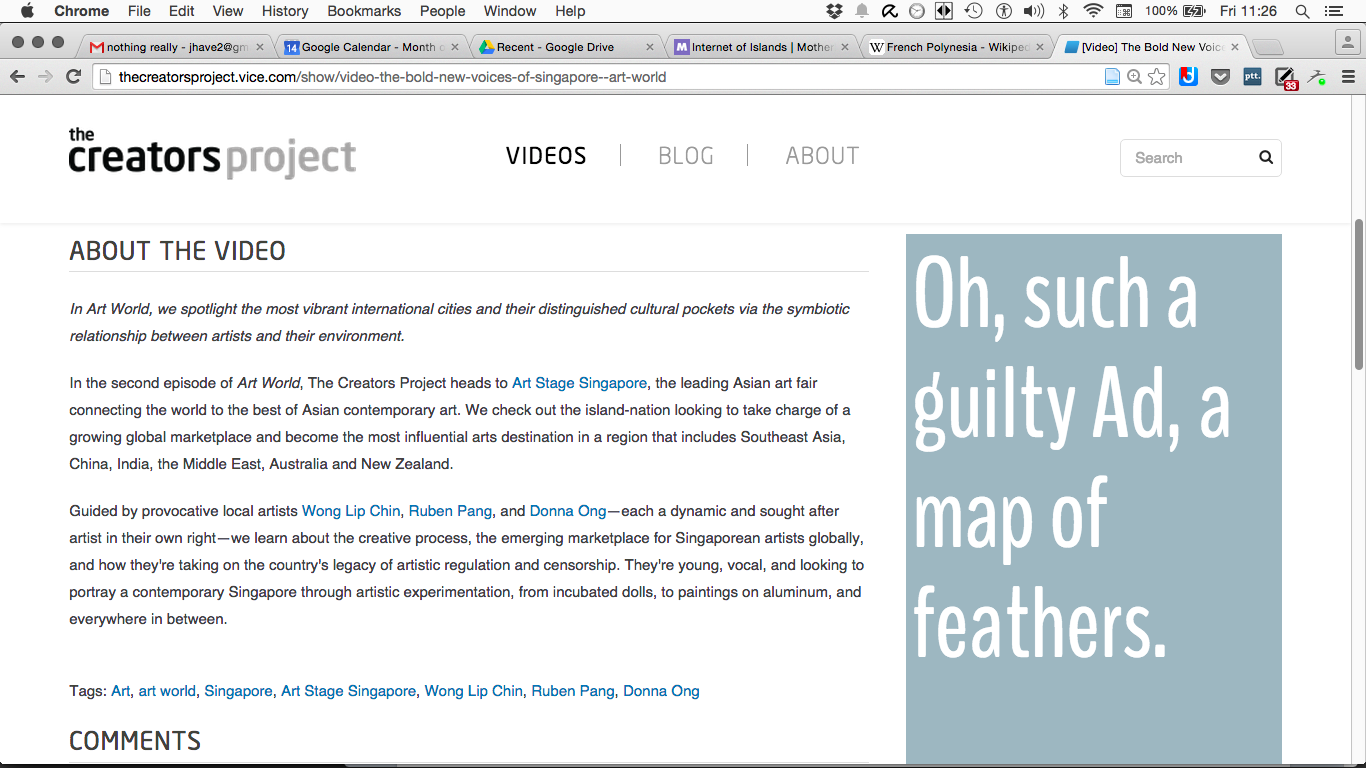 Chrome File Edit View History Bookmarks People Window Help 100% Fri 11:26
nothing really - jhave2@gm
14 Google Calendar - Month o
Recent - Google Drive
M Internet of Islands | Mother
W French Polynesia - Wikiped
[Video] The Bold New Voice
thecreatorsproject.vice.com/show/video-the-bold-new-voices-of-singapore--art-world
ptt.
33
the
creatorsproject
VIDEOS | BLOG | ABOUT
Search
ABOUT THE VIDEO
In Art World, we spotlight the most vibrant international cities and their distinguished cultural pockets via the symbiotic
relationship between artists and their environment.
In the second episode of Art World, The Creators Project heads to Art Stage Singapore, the leading Asian art fair
connecting the world to the best of Asian contemporary art. We check out the island-nation looking to take charge of a
growing global marketplace and become the most influential arts destination in a region that includes Southeast Asia,
China, India, the Middle East, Australia and New Zealand.
Guided by provocative local artists Wong Lip Chin, Ruben Pang, and Donna Ong—each a dynamic and sought after
artist in their own right—we learn about the creative process, the emerging marketplace for Singaporean artists globally,
and how they're taking on the country's legacy of artistic regulation and censorship. They're young, vocal, and looking to
portray a contemporary Singapore through artistic experimentation, from incubated dolls, to paintings on aluminum, and
everywhere in between.
Tags: Art, art world, Singapore, Art Stage Singapore, Wong Lip Chin, Ruben Pang, Donna Ong
COMMENTS
Oh, such a
guilty Ad, a
map of
feathers.